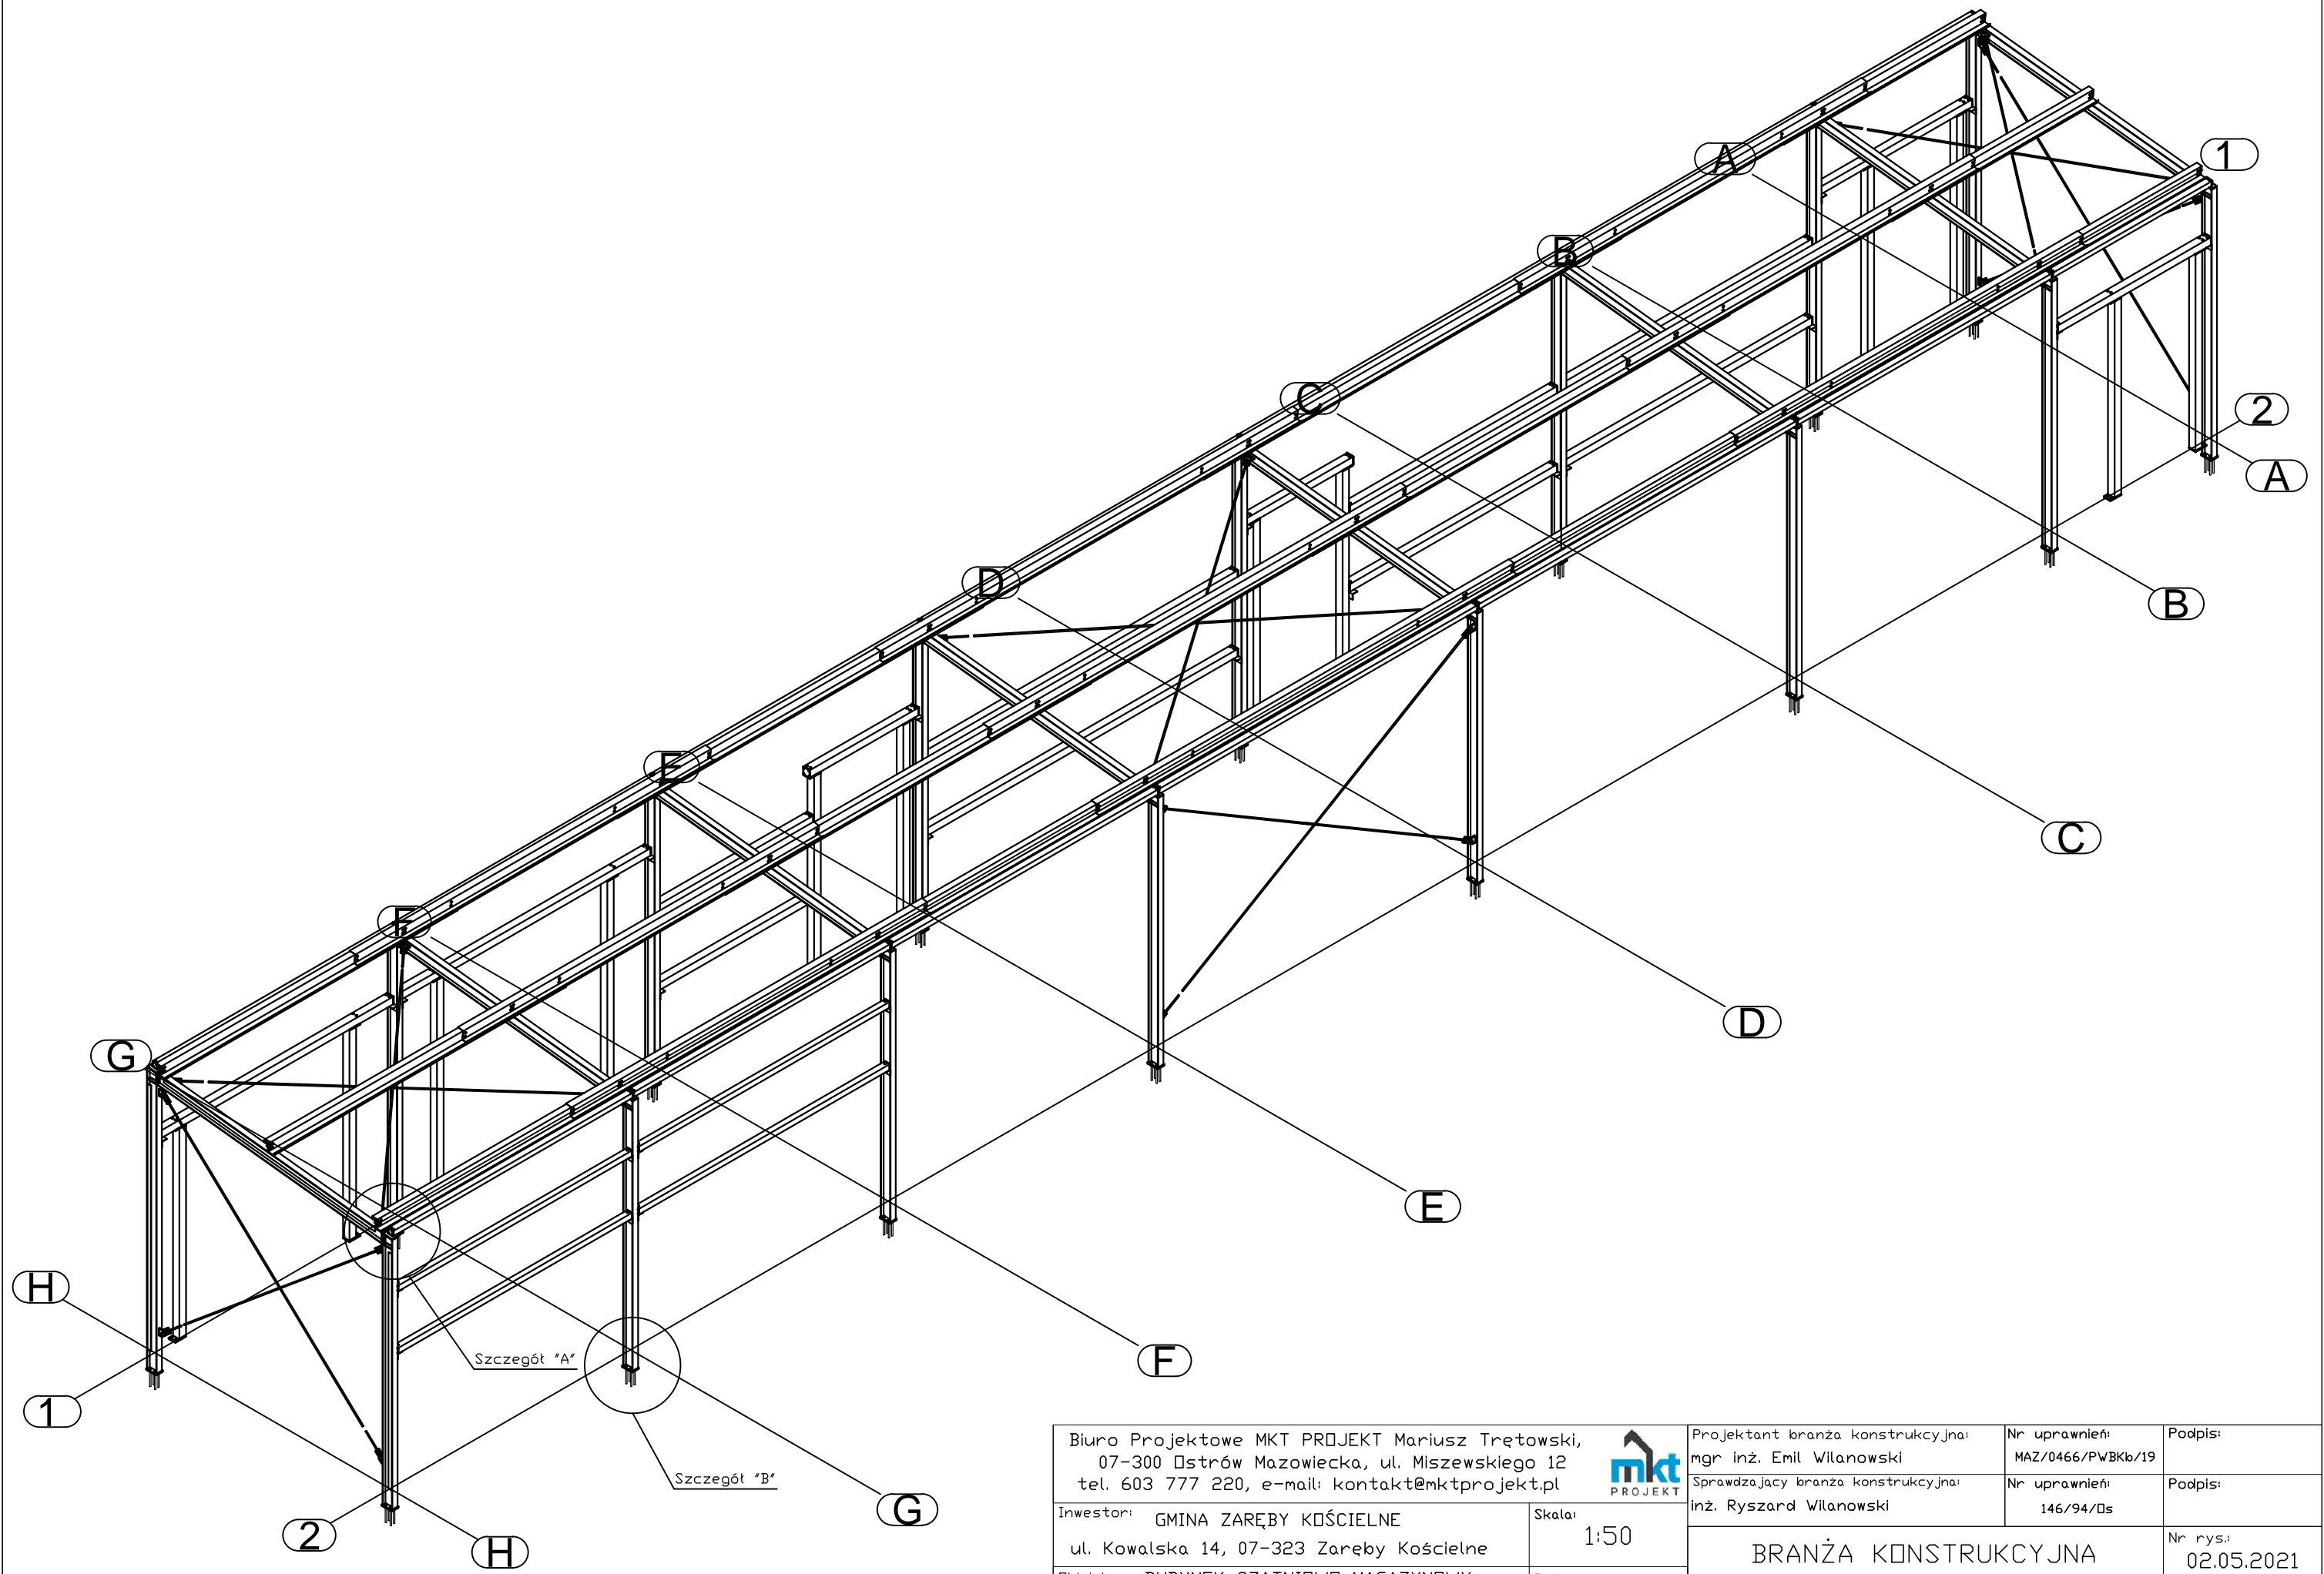 A
1
B
2
A
C
B
D
C
E
D
F
G
E
H
F
Szczegół "A"
1
Szczegół "B"
G
2
H
Biuro Projektowe MKT PROJEKT Mariusz Trętowski,
07-300 Ostrów Mazowiecka, ul. Miszewskiego 12
tel. 603 777 220, e-mail: kontakt@mktprojekt.pl
mkt
PROJEKT
Projektant branża konstrukcyjna:
mgr inż. Emil Wilanowski
Nr uprawnień:
MAZ/0466/PWBKb/19
Podpis:
Sprawdzający branża konstrukcyjna:
inż. Ryszard Wilanowski
Nr uprawnień:
146/94/Os
Podpis:
Inwestor: GMINA ZARĘBY KOŚCIELNE
ul. Kowalska 14, 07-323 Zaręby Kościelne
Skala:
1:50
BRANŻA KONSTRUKCYJNA
Nr rys.:
02.05.2021